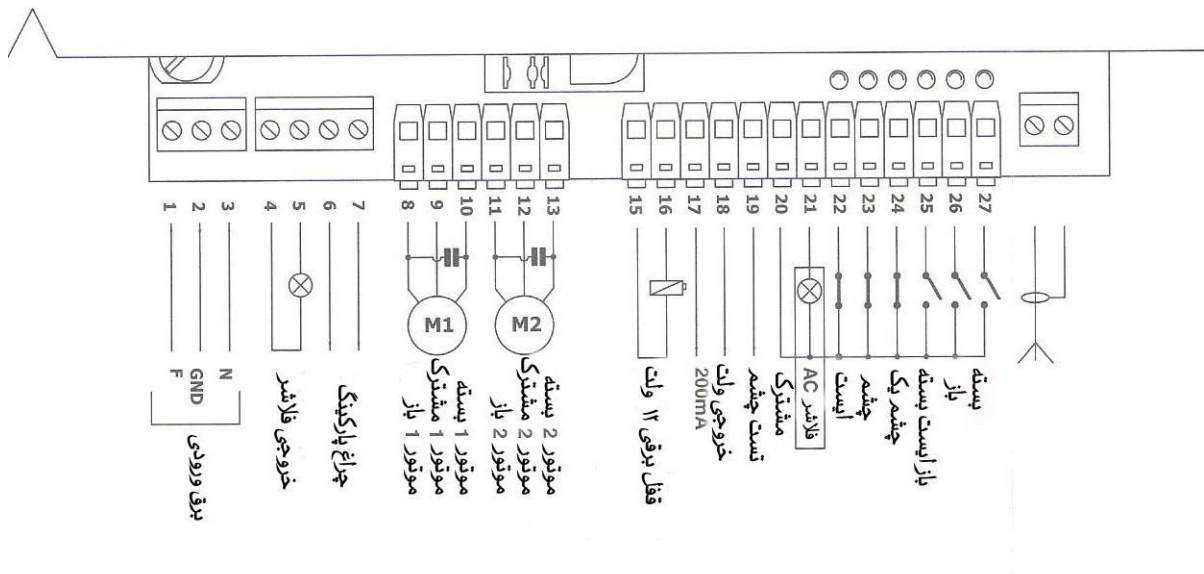 1
2
3
4
5
6
7
8
9
10
11
12
13
15
16
17
18
19
20
21
22
23
24
25
26
27
M1
M2
F
GND
N
برق ورودی
خروجی فلاشر
چراغ پارکینگ
موتور 1 باز
موتور 1 مشترک
موتور 1 بسته
موتور 2 باز
موتور 2 مشترک
موتور 2 بسته
قفل برقی ۱۲ ولت
200mA
خروجی ولت
تست چشم
مشترک
فلاشر AC
ایست
چشم
چشم یک
باز ایست بسته
باز
بسته